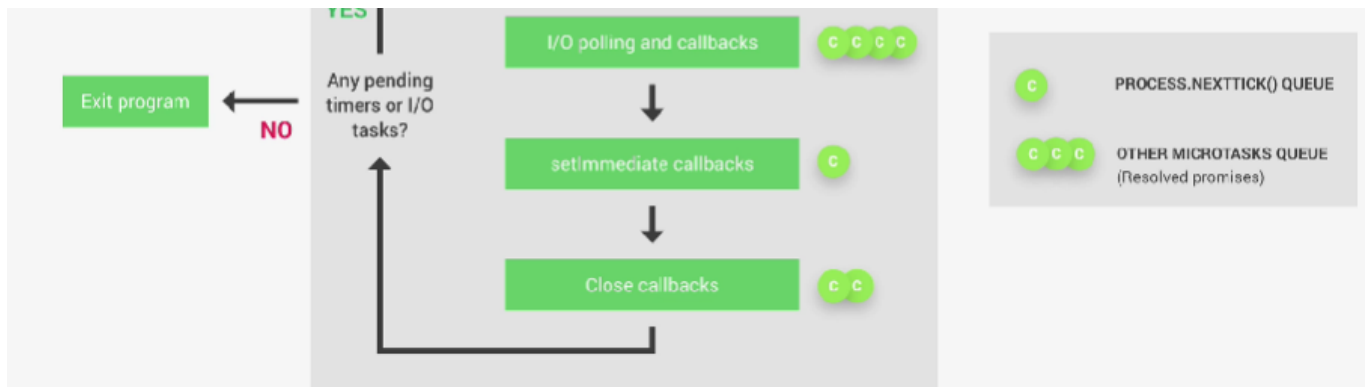 YES
I/O polling and callbacks
C C C C
Any pending
timers or I/O
tasks?
Exit program
NO
setImmediate callbacks
C
Close callbacks
C C
C
PROCESS.NEXTTICK() QUEUE
C C C
OTHER MICROTASKS QUEUE
(Resolved promises)